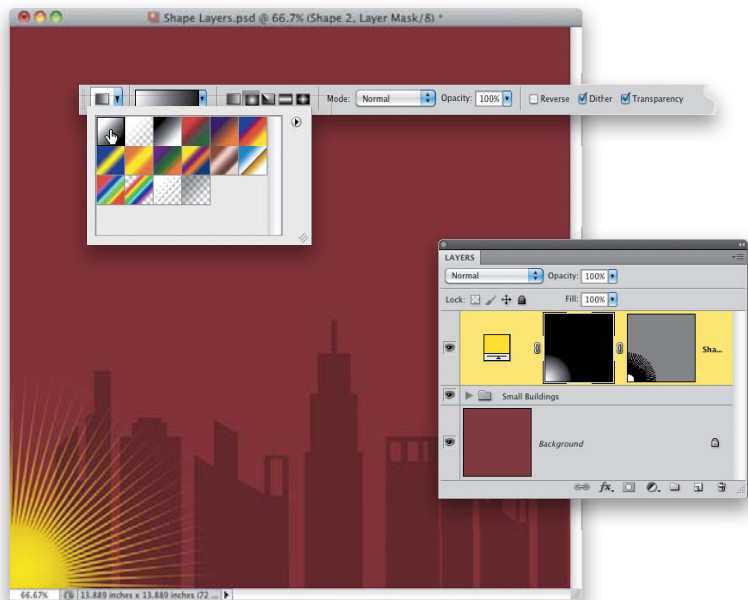 Shape Layers.psd @ 66.7% (Shape 2, Layer Mask/8) *
Mode: Normal Opacity: 100% Reverse Dither Transparency
LAYERS
Normal Opacity: 100%
Lock: Fill: 100%
Sha...
Small Buildings
Background
fx.
66.67% 13.889 inches x 13.889 inches (72 ...